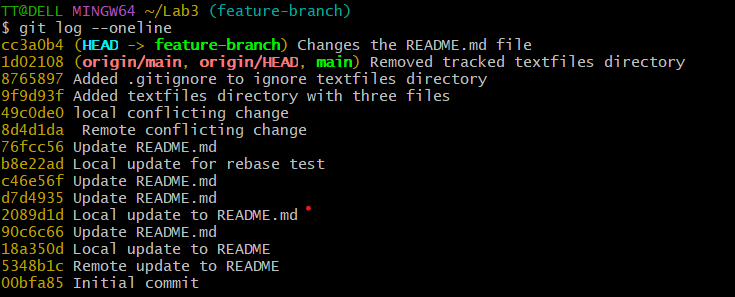 TT@DELL MINGW64 ~/Lab3 (feature-branch)
$ git log --oneline
cc3a0b4 (HEAD -> feature-branch) Changes the README.md file
1d02108 (origin/main, origin/HEAD, main) Removed tracked textfiles directory
8765897 Added .gitignore to ignore textfiles directory
9f9d93f Added textfiles directory with three files
49c0de0 local conflicting change
8d4d1da  Remote conflicting change
76fcc56 Update README.md
b8e22ad Local update for rebase test
c46e56f Update README.md
d7d4935 Update README.md
2089d1d Local update to README.md
90c6c66 Update README.md
18a350d Local update to README
5348b1c Remote update to README
00bfa85 Initial commit